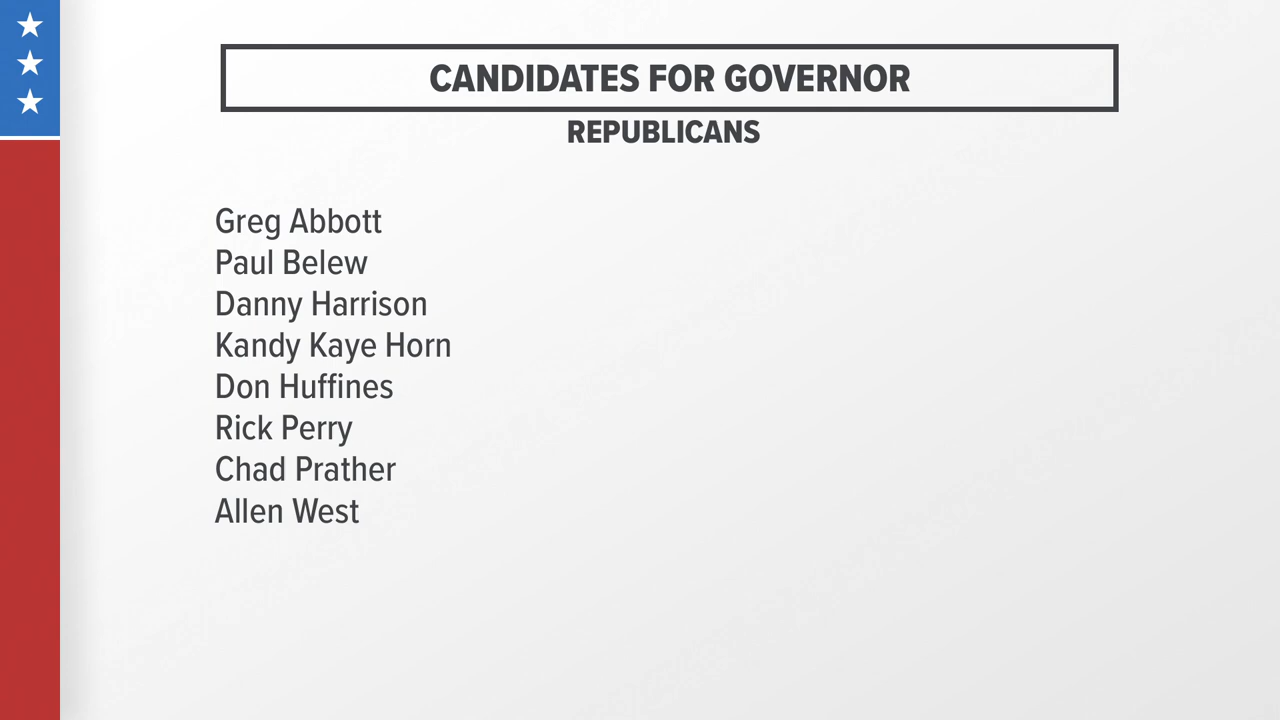 CANDIDATES FOR GOVERNOR
REPUBLICANS
Greg Abbott
Paul Belew
Danny Harrison
Kandy Kaye Horn
Don Huffines
Rick Perry
Chad Prather
Allen West